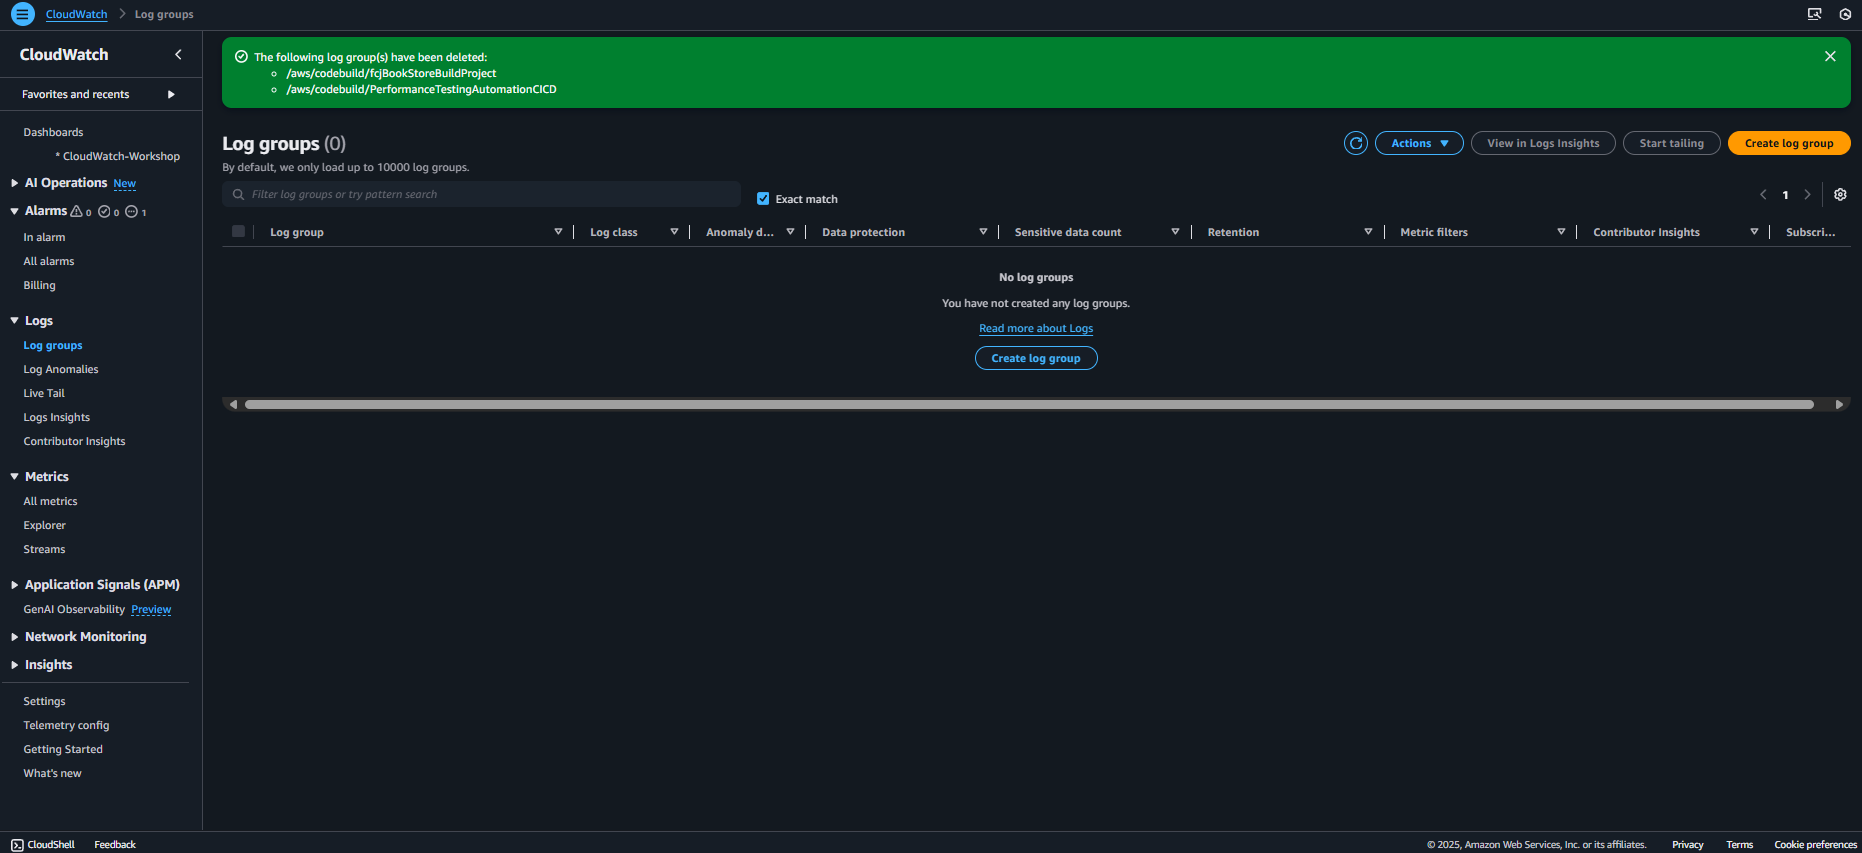 CloudWatch > Log groups
CloudWatch
Favorites and recents
Dashboards
* CloudWatch-Workshop
AI Operations New
Alarms 0 0 1
In alarm
All alarms
Billing
Logs
Log groups
Log Anomalies
Live Tail
Logs Insights
Contributor Insights
Metrics
All metrics
Explorer
Streams
Application Signals (APM)
GenAI Observability Preview
Network Monitoring
Insights
Settings
Telemetry config
Getting Started
What's new
The following log group(s) have been deleted:
/aws/codebuild/fcjBookStoreBuildProject
/aws/codebuild/PerformanceTestingAutomationCICD
Log groups (0)
By default, we only load up to 10000 log groups.
Actions View in Logs Insights Start tailing Create log group
Filter log groups or try pattern search
Exact match
1
Log group Log class Anomaly d... Data protection Sensitive data count Retention Metric filters Contributor Insights Subscri...
No log groups
You have not created any log groups.
Read more about Logs
Create log group
CloudShell Feedback © 2025, Amazon Web Services, Inc. or its affiliates. Privacy Terms Cookie preferences